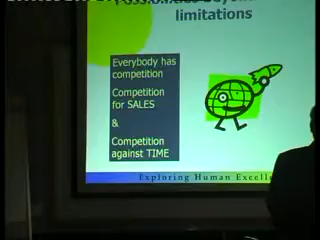 limitations
Everybody has
competition
Competition
for SALES
&
Competition
against TIME
Exploring Human